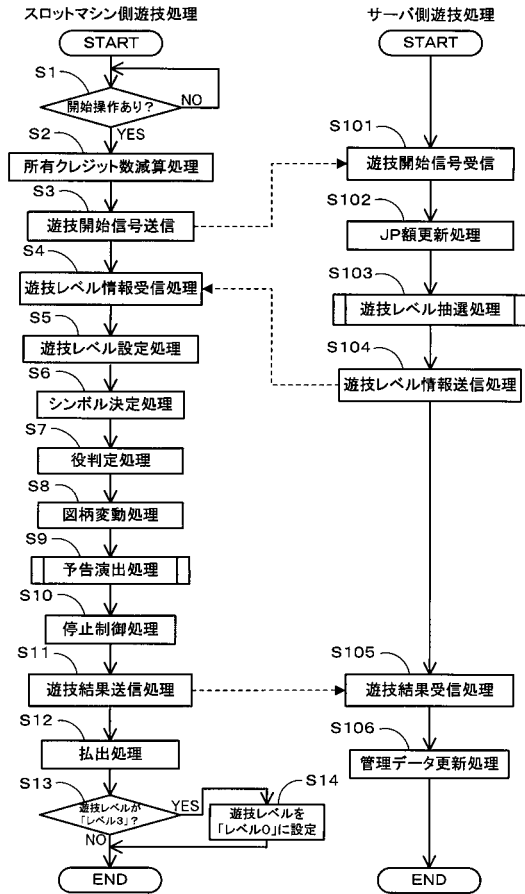 スロットマシン側遊技処理
START
S1
開始操作あり?
NO
YES
S2
所有クレジット数減算処理
S3
遊技開始信号送信
S4
遊技レベル情報受信処理
S5
遊技レベル設定処理
S6
シンボル決定処理
S7
役判定処理
S8
図柄変動処理
S9
予告演出処理
S10
停止制御処理
S11
遊技結果送信処理
S12
払出処理
S13
遊技レベルが
「レベル3」?
YES
NO
S14
遊技レベルを
「レベル0」に設定
END
サーバ側遊技処理
START
S101
遊技開始信号受信
S102
JP額更新処理
S103
遊技レベル抽選処理
S104
遊技レベル情報送信処理
S105
遊技結果受信処理
S106
管理データ更新処理
END